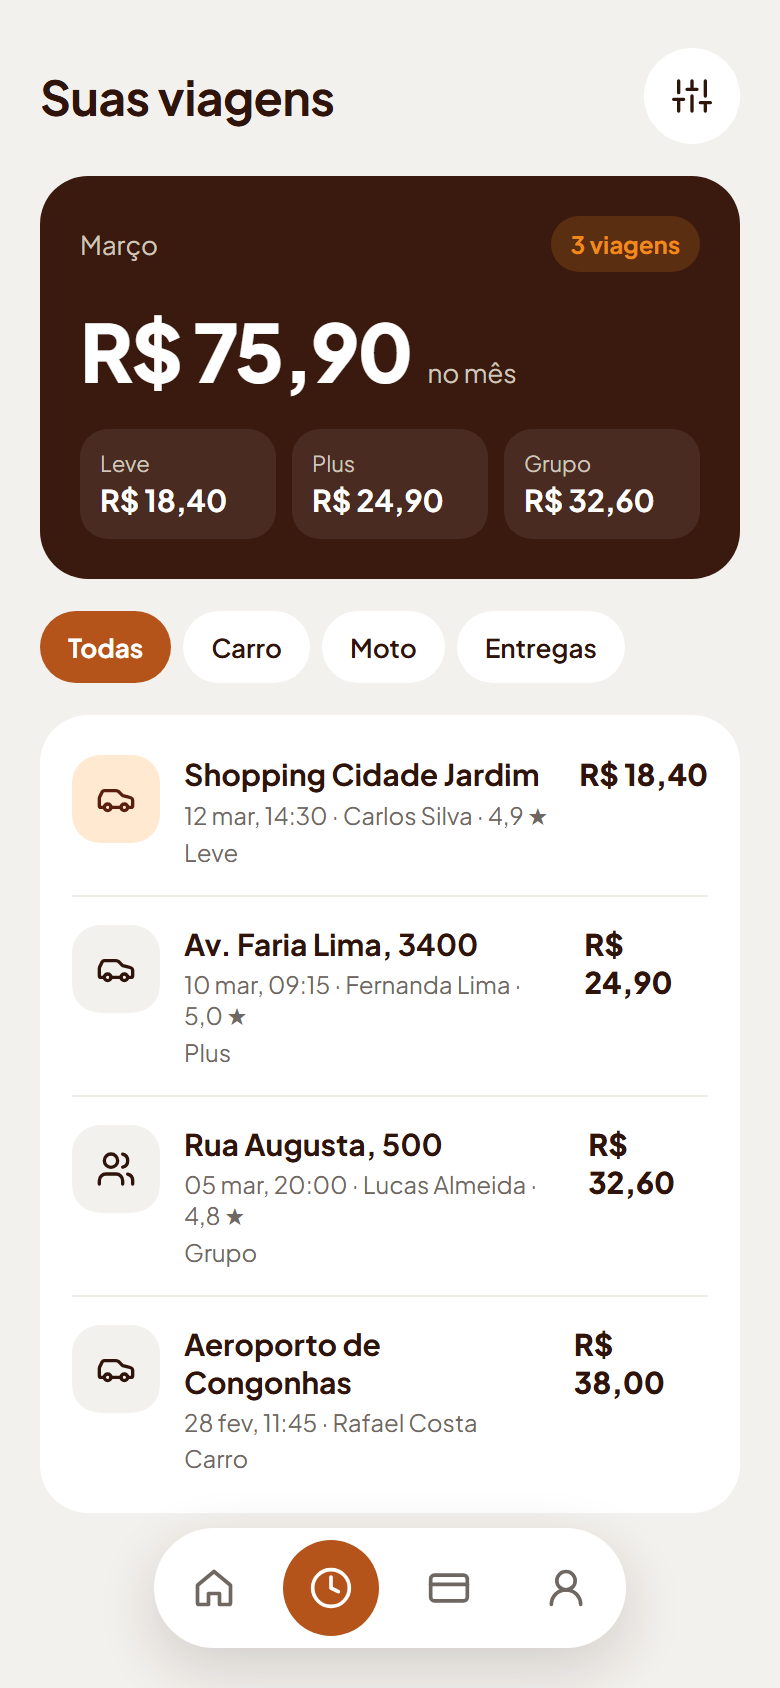 Suas viagens
Março
3 viagens
R$ 75,90 no mês
Leve
R$ 18,40
Plus
R$ 24,90
Grupo
R$ 32,60
Todas
Carro
Moto
Entregas
Shopping Cidade Jardim
R$ 18,40
12 mar, 14:30 · Carlos Silva · 4,9 ★
Leve
Av. Faria Lima, 3400
R$
24,90
10 mar, 09:15 · Fernanda Lima ·
5,0 ★
Plus
Rua Augusta, 500
R$
32,60
05 mar, 20:00 · Lucas Almeida ·
4,8 ★
Grupo
Aeroporto de
Congonhas
R$
38,00
28 fev, 11:45 · Rafael Costa
Carro